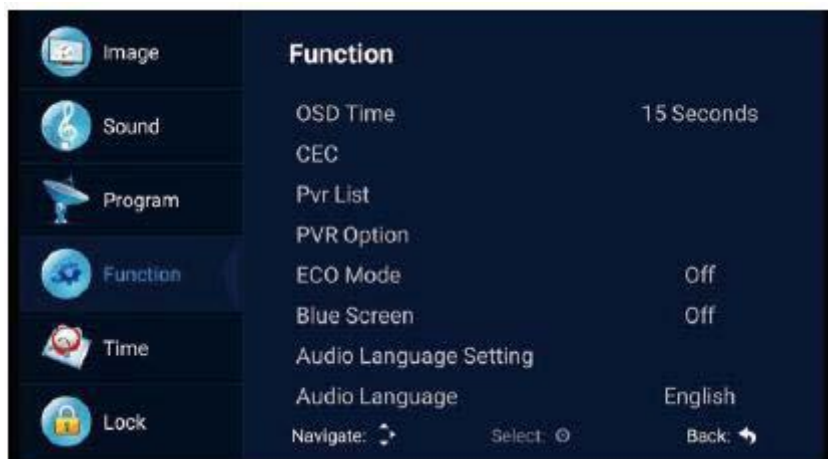 Image
Sound
Program
Function
Time
Lock
Function
OSD Time 15 Seconds
CEC
Pvr List
PVR Option
ECO Mode Off
Blue Screen Off
Audio Language Setting
Audio Language English
Navigate: Select: Back: